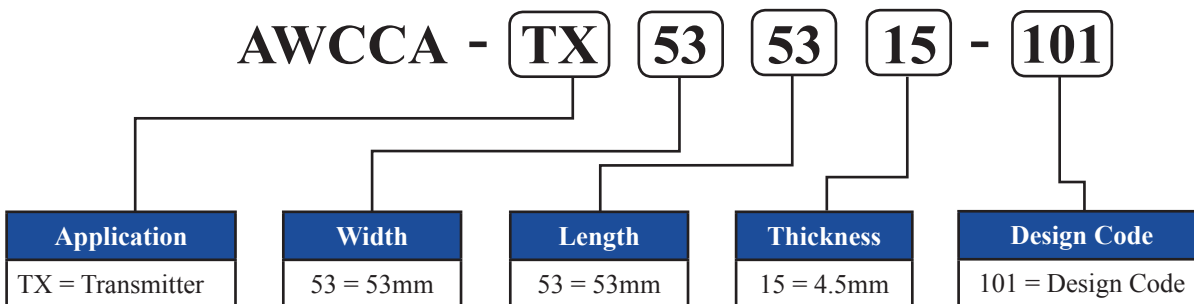 AWCCA - TX 53 53 15 - 101
Application Width Length Thickness Design Code
TX = Transmitter 53 = 53mm 53 = 53mm 15 = 4.5mm 101 = Design Code